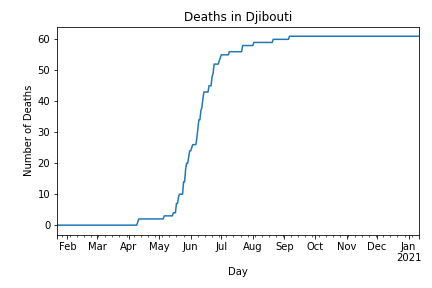 Deaths in Djibouti
Number of Deaths
60
50
40
30
20
10
0
Feb Mar Apr May Jun Jul Aug Sep Oct Nov Dec Jan
2021
Day